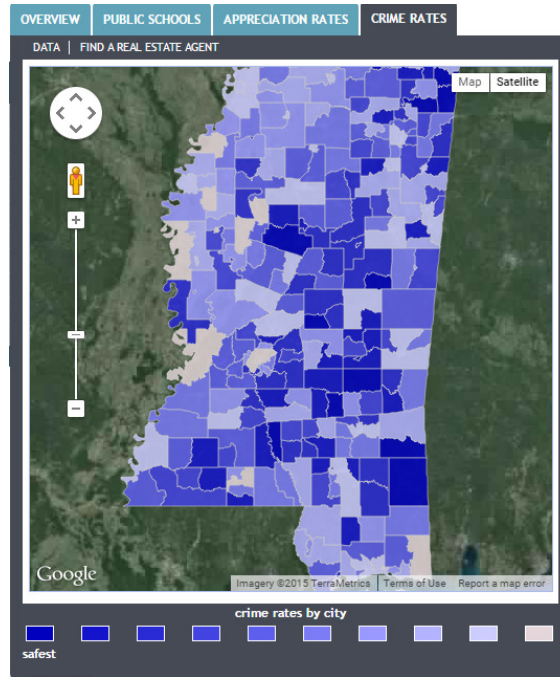 OVERVIEW
PUBLIC SCHOOLS
APPRECIATION RATES
CRIME RATES
DATA | FIND A REAL ESTATE AGENT
Map
Satellite
Google
Imagery ©2015 TerraMetrics
Terms of Use
Report a map error
crime rates by city
safest